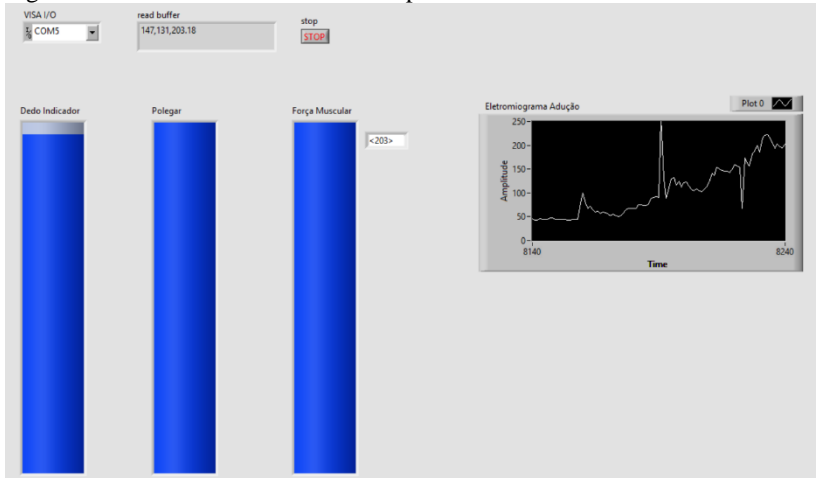 VISA I/O
COM5
read buffer
147,131,203.18
stop
STOP!
Dedo Indicador
Polegar
Força Muscular
<203>
Eletromiograma Adução
Plot 0
Amplitude
250
200
150
100
50
0
8140
8240
Time